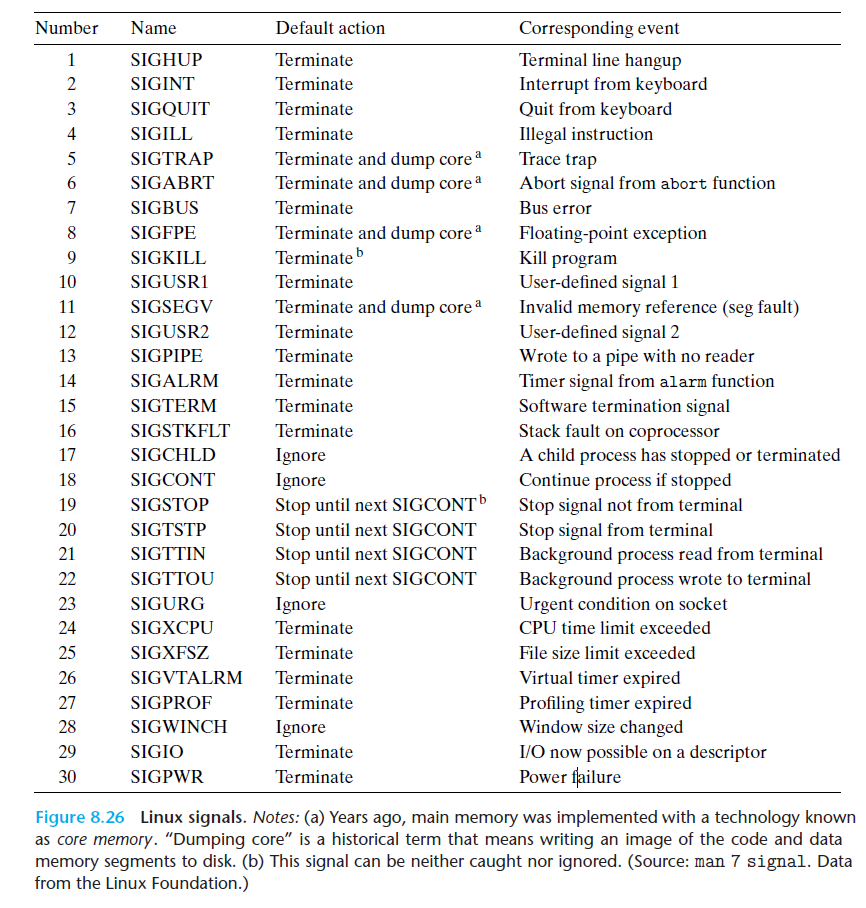 Number Name Default action Corresponding event
1 SIGHUP Terminate Terminal line hangup
2 SIGINT Terminate Interrupt from keyboard
3 SIGQUIT Terminate Quit from keyboard
4 SIGILL Terminate Illegal instruction
5 SIGTRAP Terminate and dump core a Trace trap
6 SIGABRT Terminate and dump core a Abort signal from abort function
7 SIGBUS Terminate Bus error
8 SIGFPE Terminate and dump core a Floating-point exception
9 SIGKILL Terminate b Kill program
10 SIGUSR1 Terminate User-defined signal 1
11 SIGSEGV Terminate and dump core a Invalid memory reference (seg fault)
12 SIGUSR2 Terminate User-defined signal 2
13 SIGPIPE Terminate Wrote to a pipe with no reader
14 SIGALRM Terminate Timer signal from alarm function
15 SIGTERM Terminate Software termination signal
16 SIGSTKFLT Terminate Stack fault on coprocessor
17 SIGCHLD Ignore A child process has stopped or terminated
18 SIGCONT Ignore Continue process if stopped
19 SIGSTOP Stop until next SIGCONT b Stop signal not from terminal
20 SIGTSTP Stop until next SIGCONT Stop signal from terminal
21 SIGTTIN Stop until next SIGCONT Background process read from terminal
22 SIGTTOU Stop until next SIGCONT Background process wrote to terminal
23 SIGURG Ignore Urgent condition on socket
24 SIGXCPU Terminate CPU time limit exceeded
25 SIGXFSZ Terminate File size limit exceeded
26 SIGVTALRM Terminate Virtual timer expired
27 SIGPROF Terminate Profiling timer expired
28 SIGWINCH Ignore Window size changed
29 SIGIO Terminate I/O now possible on a descriptor
30 SIGPWR Terminate Power failure
Figure 8.26 Linux signals. Notes: (a) Years ago, main memory was implemented with a technology known
as core memory. “Dumping core” is a historical term that means writing an image of the code and data
memory segments to disk. (b) This signal can be neither caught nor ignored. (Source: man 7 signal. Data
from the Linux Foundation.)